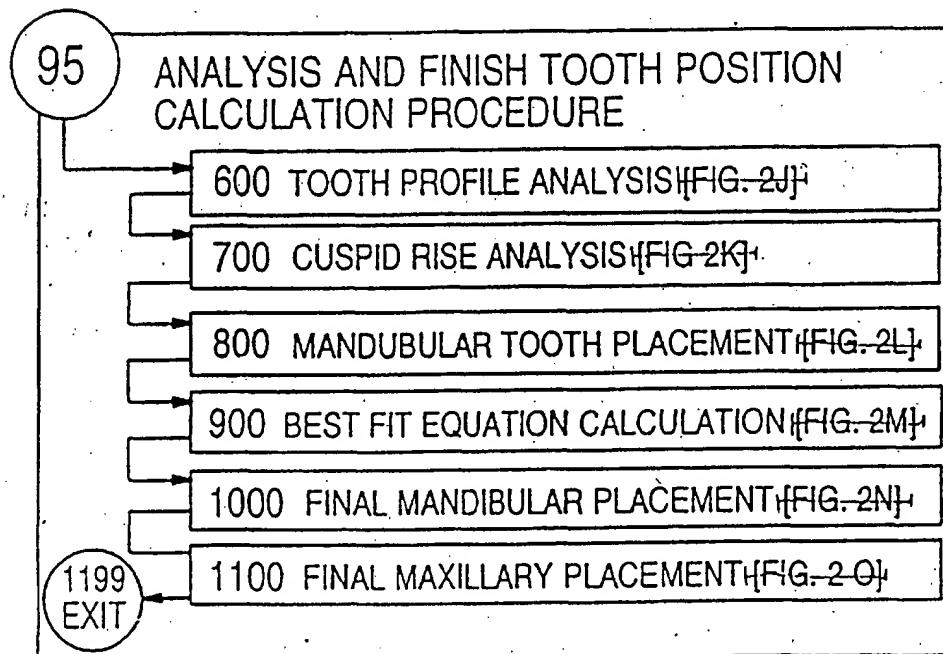 95
ANALYSIS AND FINISH TOOTH POSITION
CALCULATION PROCEDURE
600 TOOTH PROFILE ANALYSIS [FIG. 2J]
700 CUSPID RISE ANALYSIS [FIG 2K]
800 MANDUBULAR TOOTH PLACEMENT [FIG. 2L]
900 BEST FIT EQUATION CALCULATION [FIG. 2M]
1000 FINAL MANDIBULAR PLACEMENT [FIG. 2N]
1100 FINAL MAXILLARY PLACEMENT [FIG. 2 O]
1199
EXIT